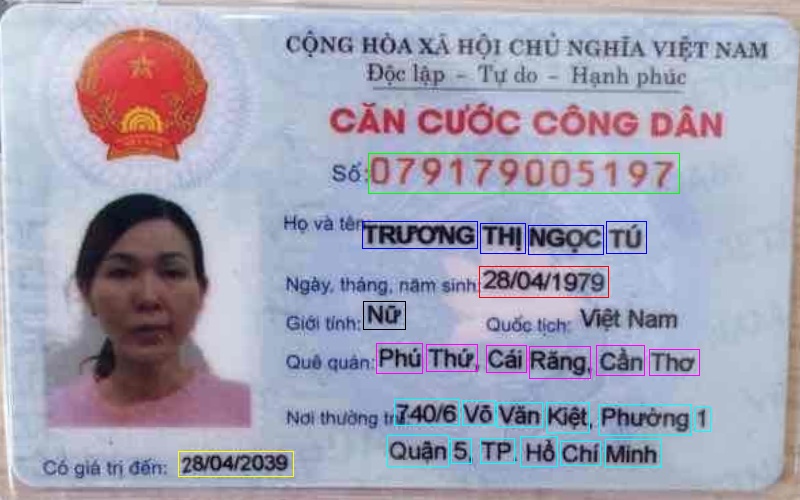 CỘNG HÒA XÃ HỘI CHỦ NGHĨA VIỆT NAM
Độc lập - Tự do - Hạnh phúc
CĂN CƯỚC CÔNG DÂN
Số: 079179005197
Họ và tên: TRƯƠNG THỊ NGỌC TÚ
Ngày, tháng, năm sinh: 28/04/1979
Giới tính: Nữ Quốc tịch: Việt Nam
Quê quán: Phú Thứ, Cái Răng, Cần Thơ
Nơi thường trú: 740/6 Võ Văn Kiệt, Phường 1
Quận 5, TP. Hồ Chí Minh
Có giá trị đến: 28/04/2039